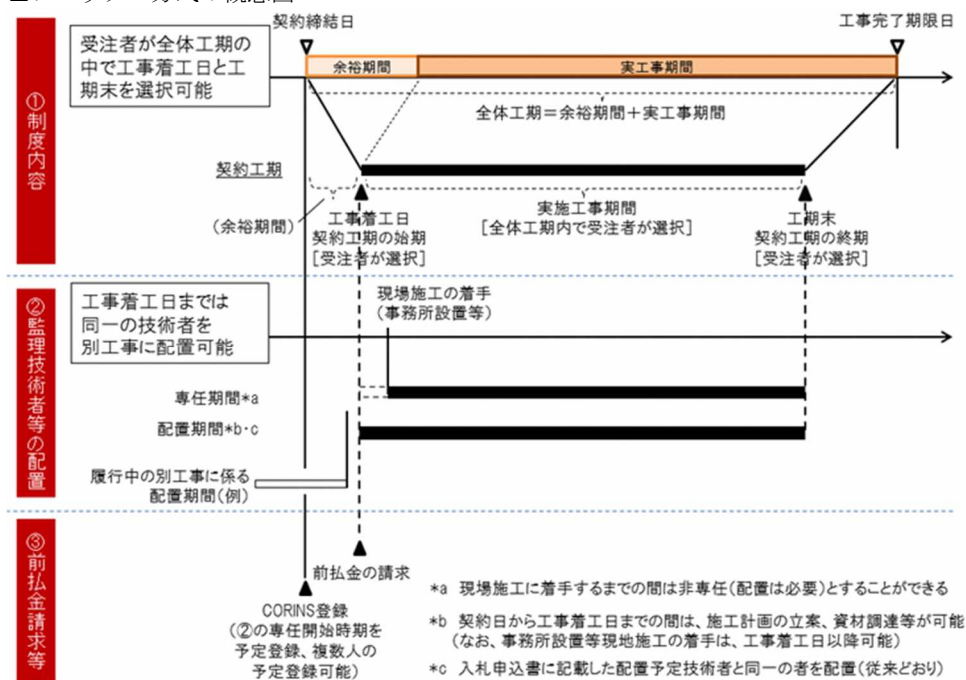 契約締結日
工事完了期限日
受注者が全体工期の
中で工事着工日と工
期末を選択可能
余裕期間
実工事期間
全体工期＝余裕期間＋実工事期間
①制度内容
契約工期
(余裕期間)
工事着工日
契約工期の始期
[受注者が選択]
実施工事期間
[全体工期内で受注者が選択]
工期末
契約工期の終期
[受注者が選択]
②監理技術者等の配置
工事着工日までは
同一の技術者を
別工事に配置可能
現場施工の着手
(事務所設置等)
専任期間*a
配置期間*b・c
履行中の別工事に係る
配置期間(例)
③前払金請求等
前払金の請求
CORINS登録
(②の専任開始時期を
予定登録、複数人の
予定登録可能)
*a 現場施工に着手するまでの間は非専任(配置は必要)とすることができる
*b 契約日から工事着工日までの間は、施工計画の立案、資材調達等が可能
(なお、事務所設置等現地施工の着手は、工事着工日以降可能)
*c 入札申込書に記載した配置予定技術者と同一の者を配置(従来どおり)